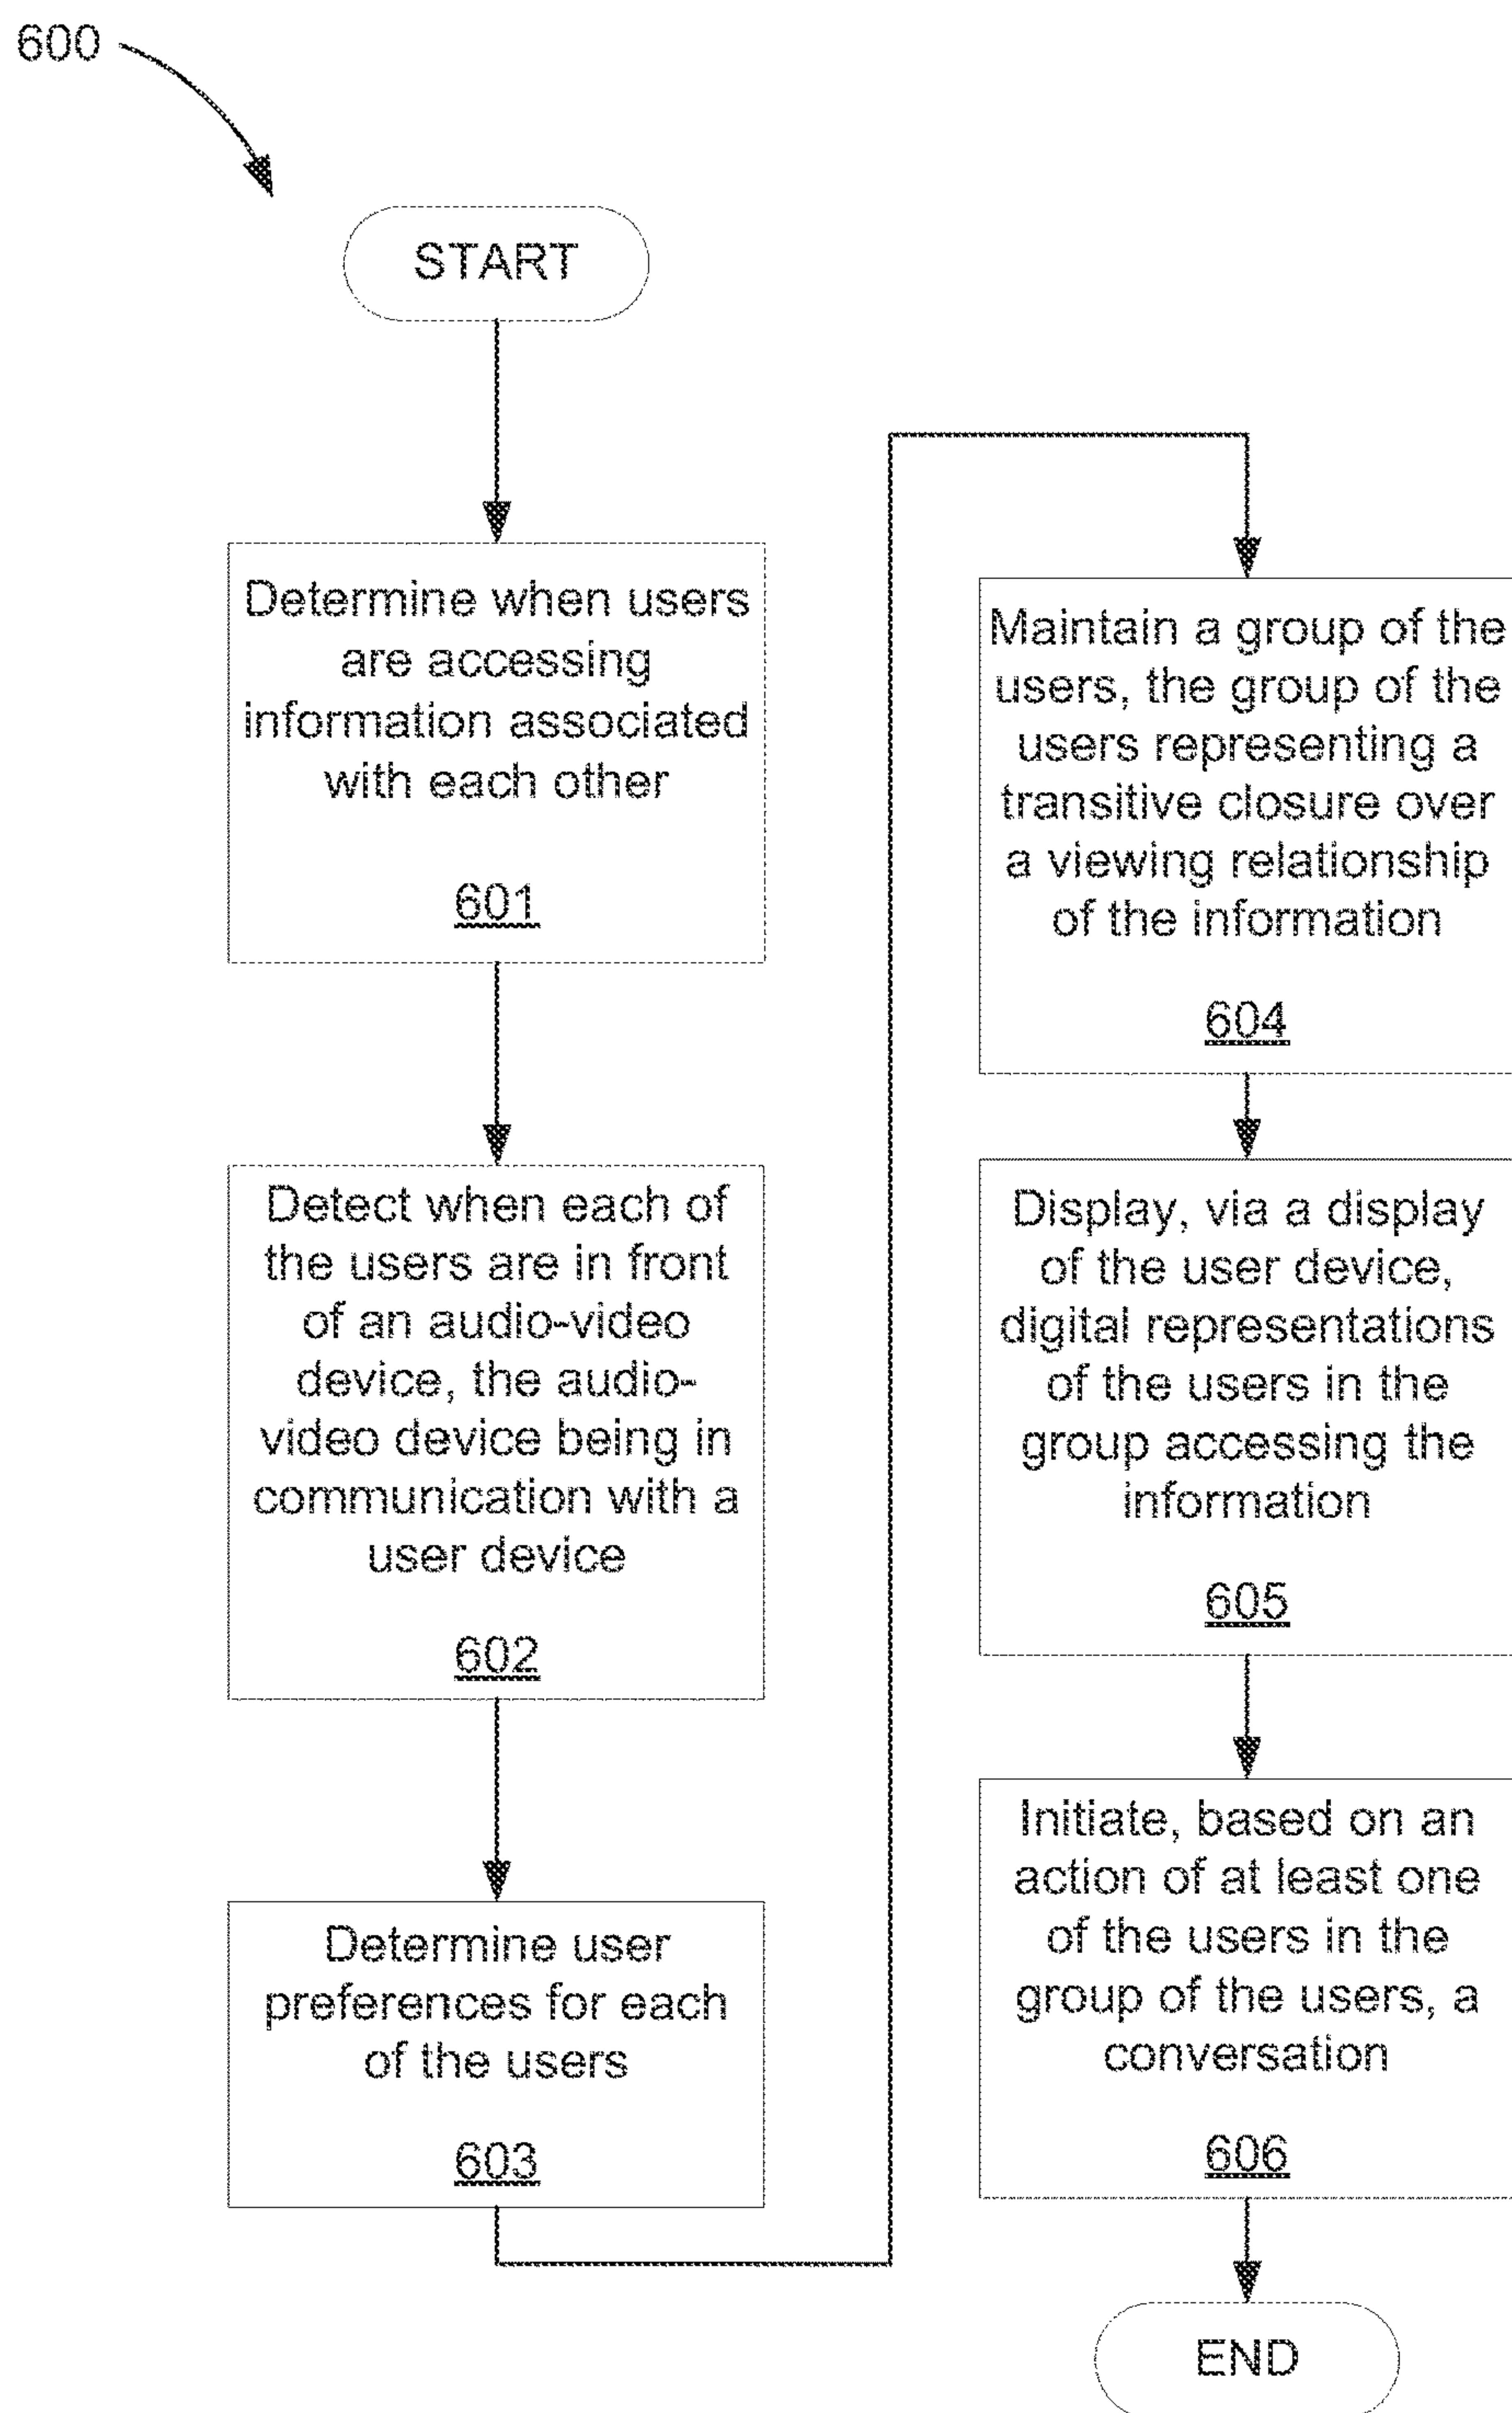 600
START
Determine when users
are accessing
information associated
with each other
601
Detect when each of
the users are in front
of an audio-video
device, the audio-
video device being in
communication with a
user device
602
Determine user
preferences for each
of the users
603
Maintain a group of the
users, the group of the
users representing a
transitive closure over
a viewing relationship
of the information
604
Display, via a display
of the user device,
digital representations
of the users in the
group accessing the
information
605
Initiate, based on an
action of at least one
of the users in the
group of the users, a
conversation
606
END